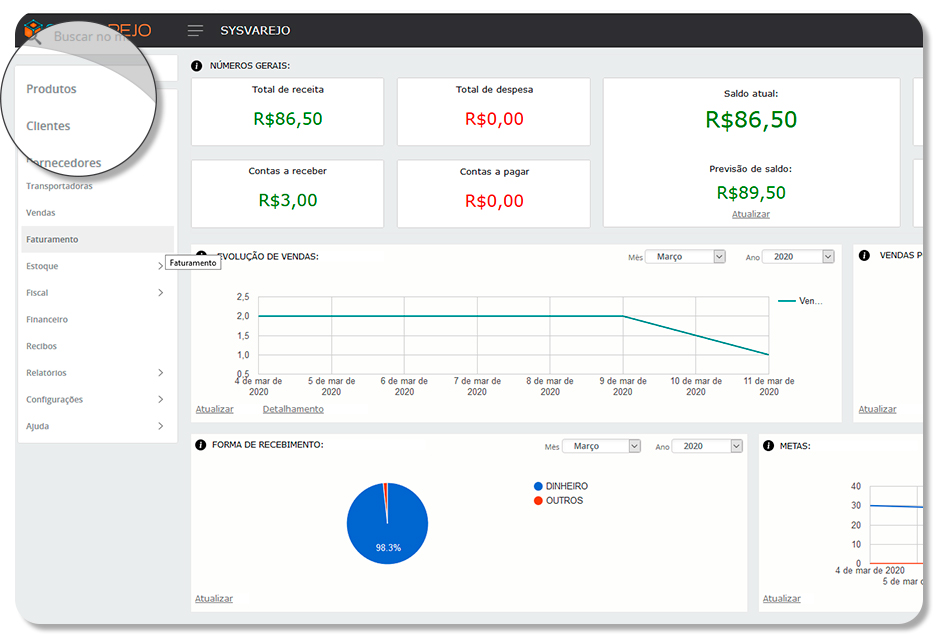 SYSVAREJO
Buscar no
Produtos
Clientes
Fornecedores
Transportadoras
Vendas
Faturamento
Estoque
Fiscal
Financeiro
Recibos
Relatórios
Configurações
Ajuda
Faturamento
NÚMEROS GERAIS:
Total de receita
R$86,50
Total de despesa
R$0,00
Saldo atual:
R$86,50
Contas a receber
R$3,00
Contas a pagar
R$0,00
Previsão de saldo:
R$89,50
Atualizar
EVOLUÇÃO DE VENDAS:
Mês Março Ano 2020
2,5
2,0
1,5
1,0
0,5
4 de mar de 2020
5 de mar de 2020
6 de mar de 2020
7 de mar de 2020
8 de mar de 2020
9 de mar de 2020
10 de mar de 2020
11 de mar de 2020
Ven...
Atualizar Detalhamento
VENDAS P
Atualizar
FORMA DE RECEBIMENTO:
Mês Março Ano 2020
DINHEIRO
OUTROS
98.3%
Atualizar
METAS:
40
30
20
10
0
4 de mar de 2020
5 de mar
Atualizar